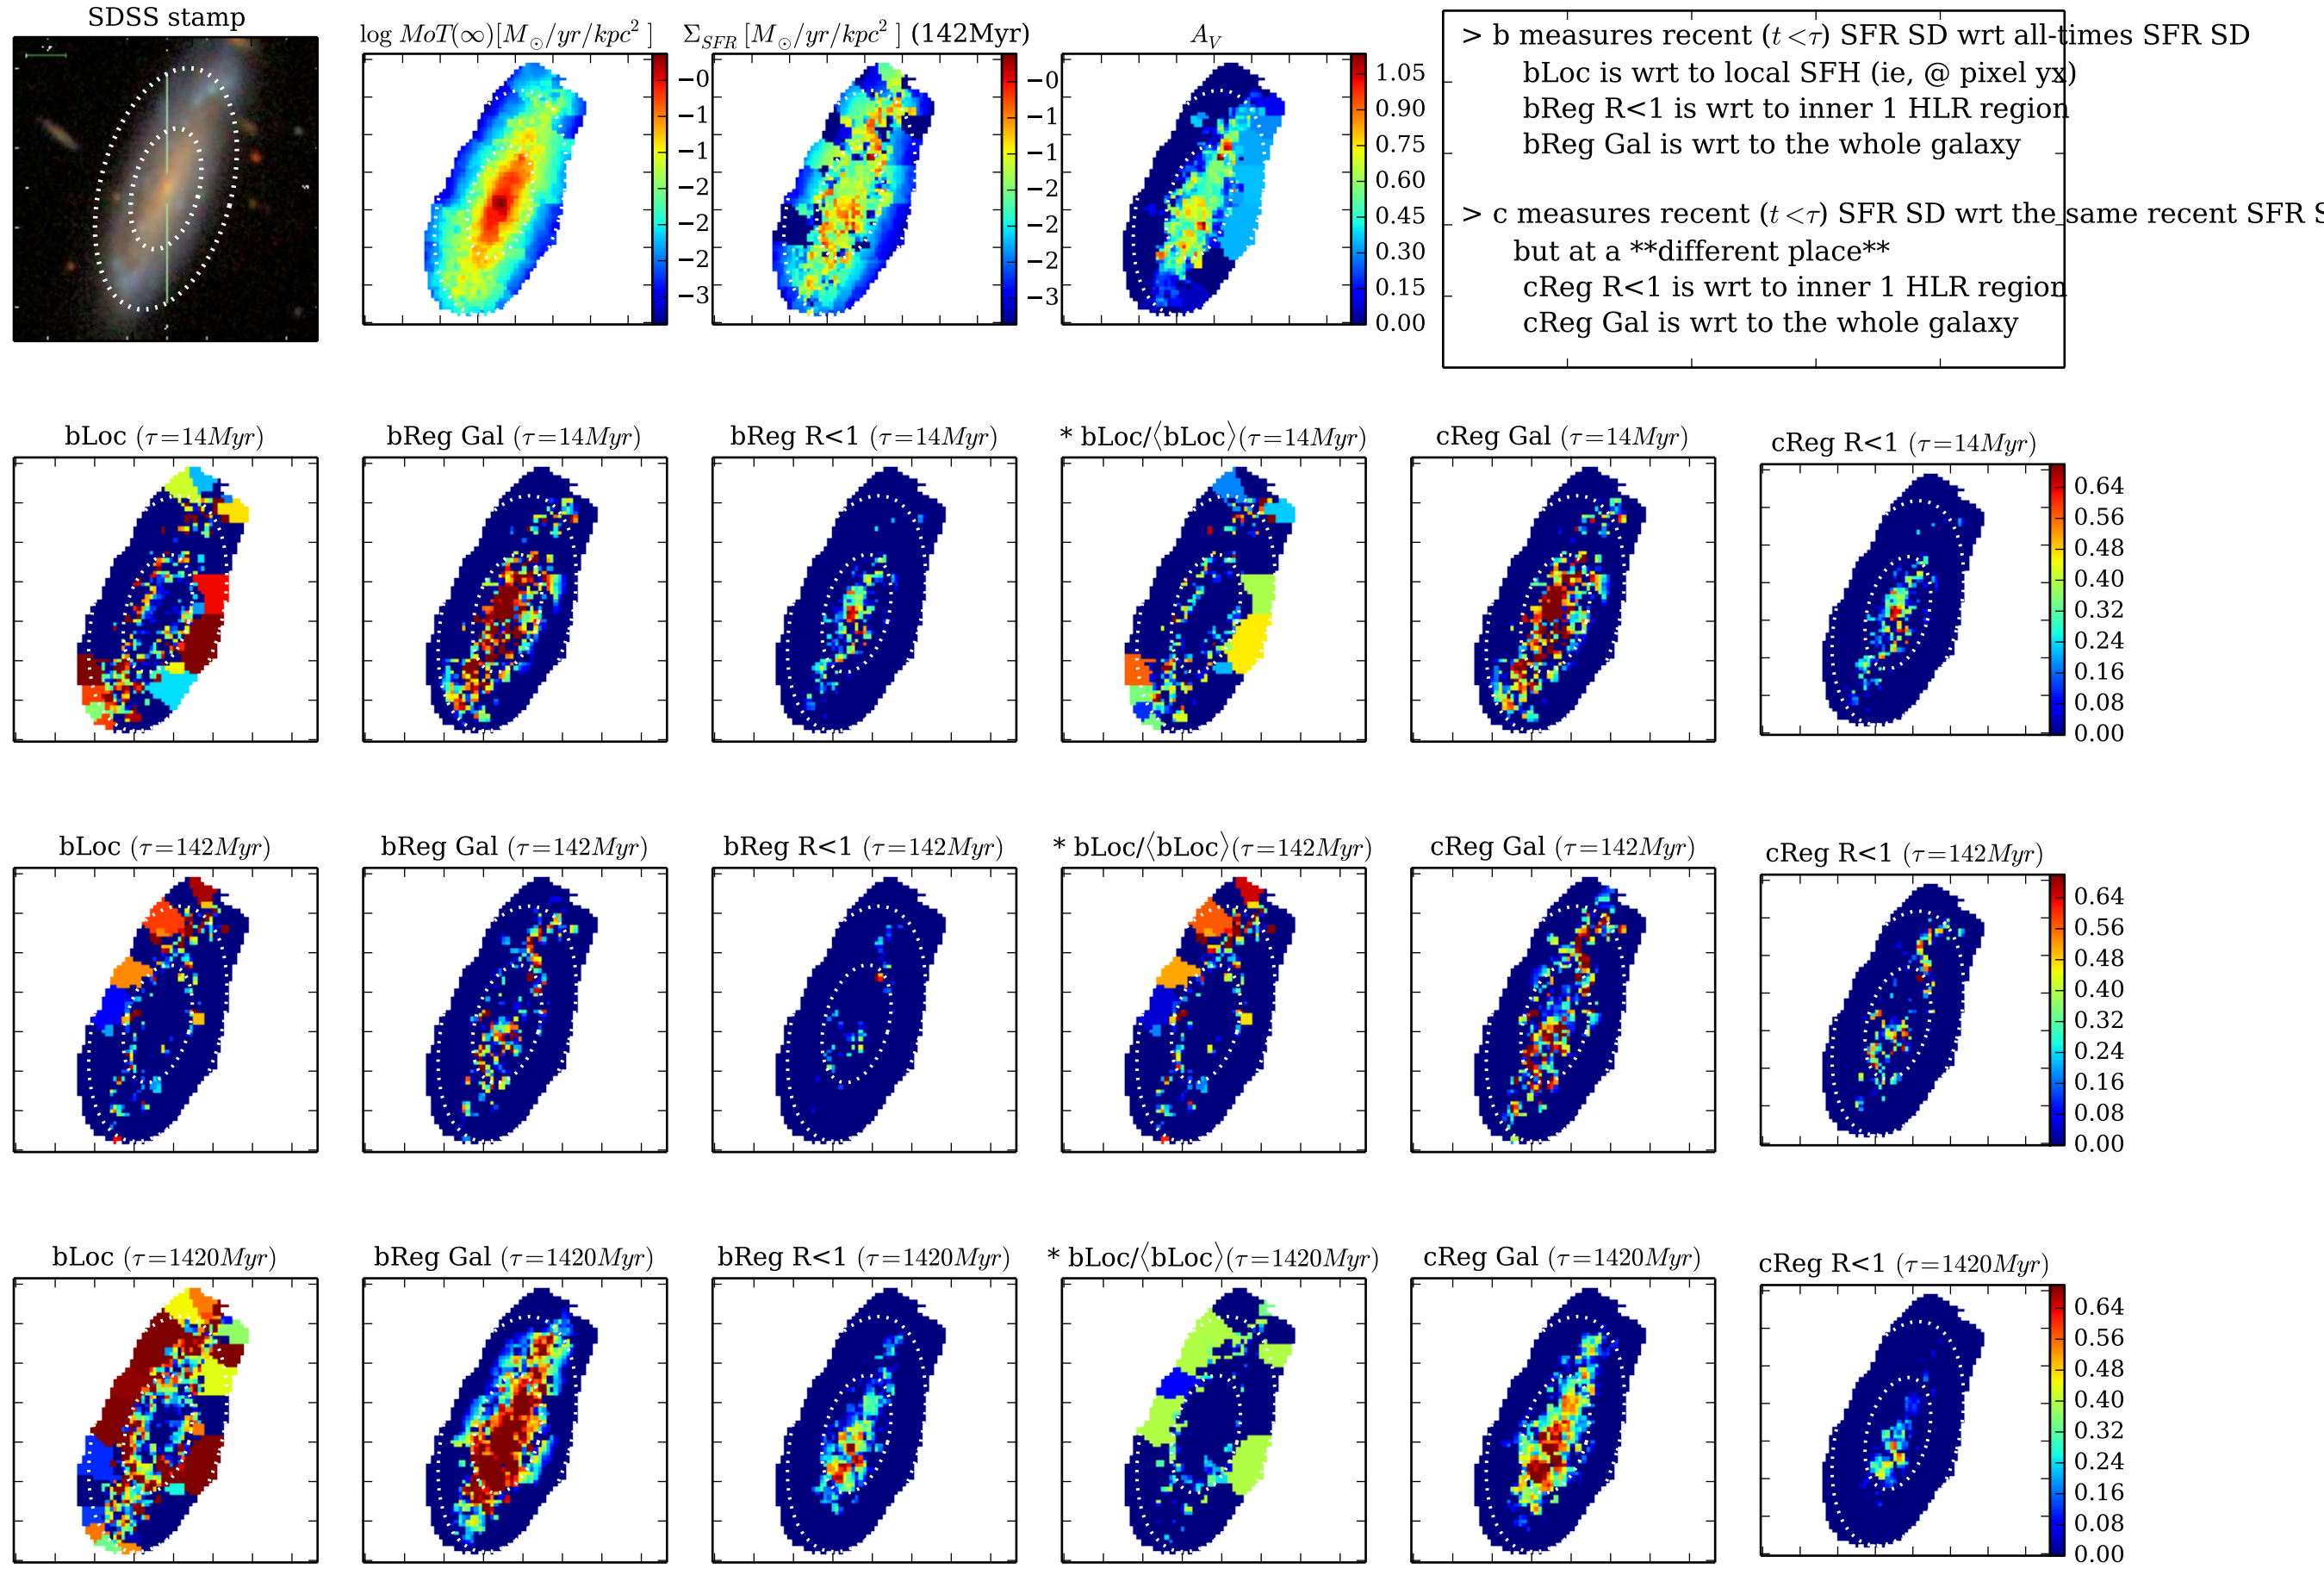 SDSS stamp
log MoT(∞)[M⊙/yr/kpc² ]
Σ_SFR [M⊙/yr/kpc² ] (142Myr)
A_V
−0
−1
−1
−2
−2
−2
−3
−0
−1
−1
−2
−2
−2
−3
1.05
0.90
0.75
0.60
0.45
0.30
0.15
0.00
> b measures recent (t<τ) SFR SD wrt all-times SFR SD
bLoc is wrt to local SFH (ie, @ pixel yx)
bReg R<1 is wrt to inner 1 HLR region
bReg Gal is wrt to the whole galaxy
> c measures recent (t<τ) SFR SD wrt the same recent SFR S
but at a **different place**
cReg R<1 is wrt to inner 1 HLR region
cReg Gal is wrt to the whole galaxy
bLoc (τ=14Myr)
bReg Gal (τ=14Myr)
bReg R<1 (τ=14Myr)
* bLoc/⟨bLoc⟩(τ=14Myr)
cReg Gal (τ=14Myr)
cReg R<1 (τ=14Myr)
0.64
0.56
0.48
0.40
0.32
0.24
0.16
0.08
0.00
bLoc (τ=142Myr)
bReg Gal (τ=142Myr)
bReg R<1 (τ=142Myr)
* bLoc/⟨bLoc⟩(τ=142Myr)
cReg Gal (τ=142Myr)
cReg R<1 (τ=142Myr)
0.64
0.56
0.48
0.40
0.32
0.24
0.16
0.08
0.00
bLoc (τ=1420Myr)
bReg Gal (τ=1420Myr)
bReg R<1 (τ=1420Myr)
* bLoc/⟨bLoc⟩(τ=1420Myr)
cReg Gal (τ=1420Myr)
cReg R<1 (τ=1420Myr)
0.64
0.56
0.48
0.40
0.32
0.24
0.16
0.08
0.00